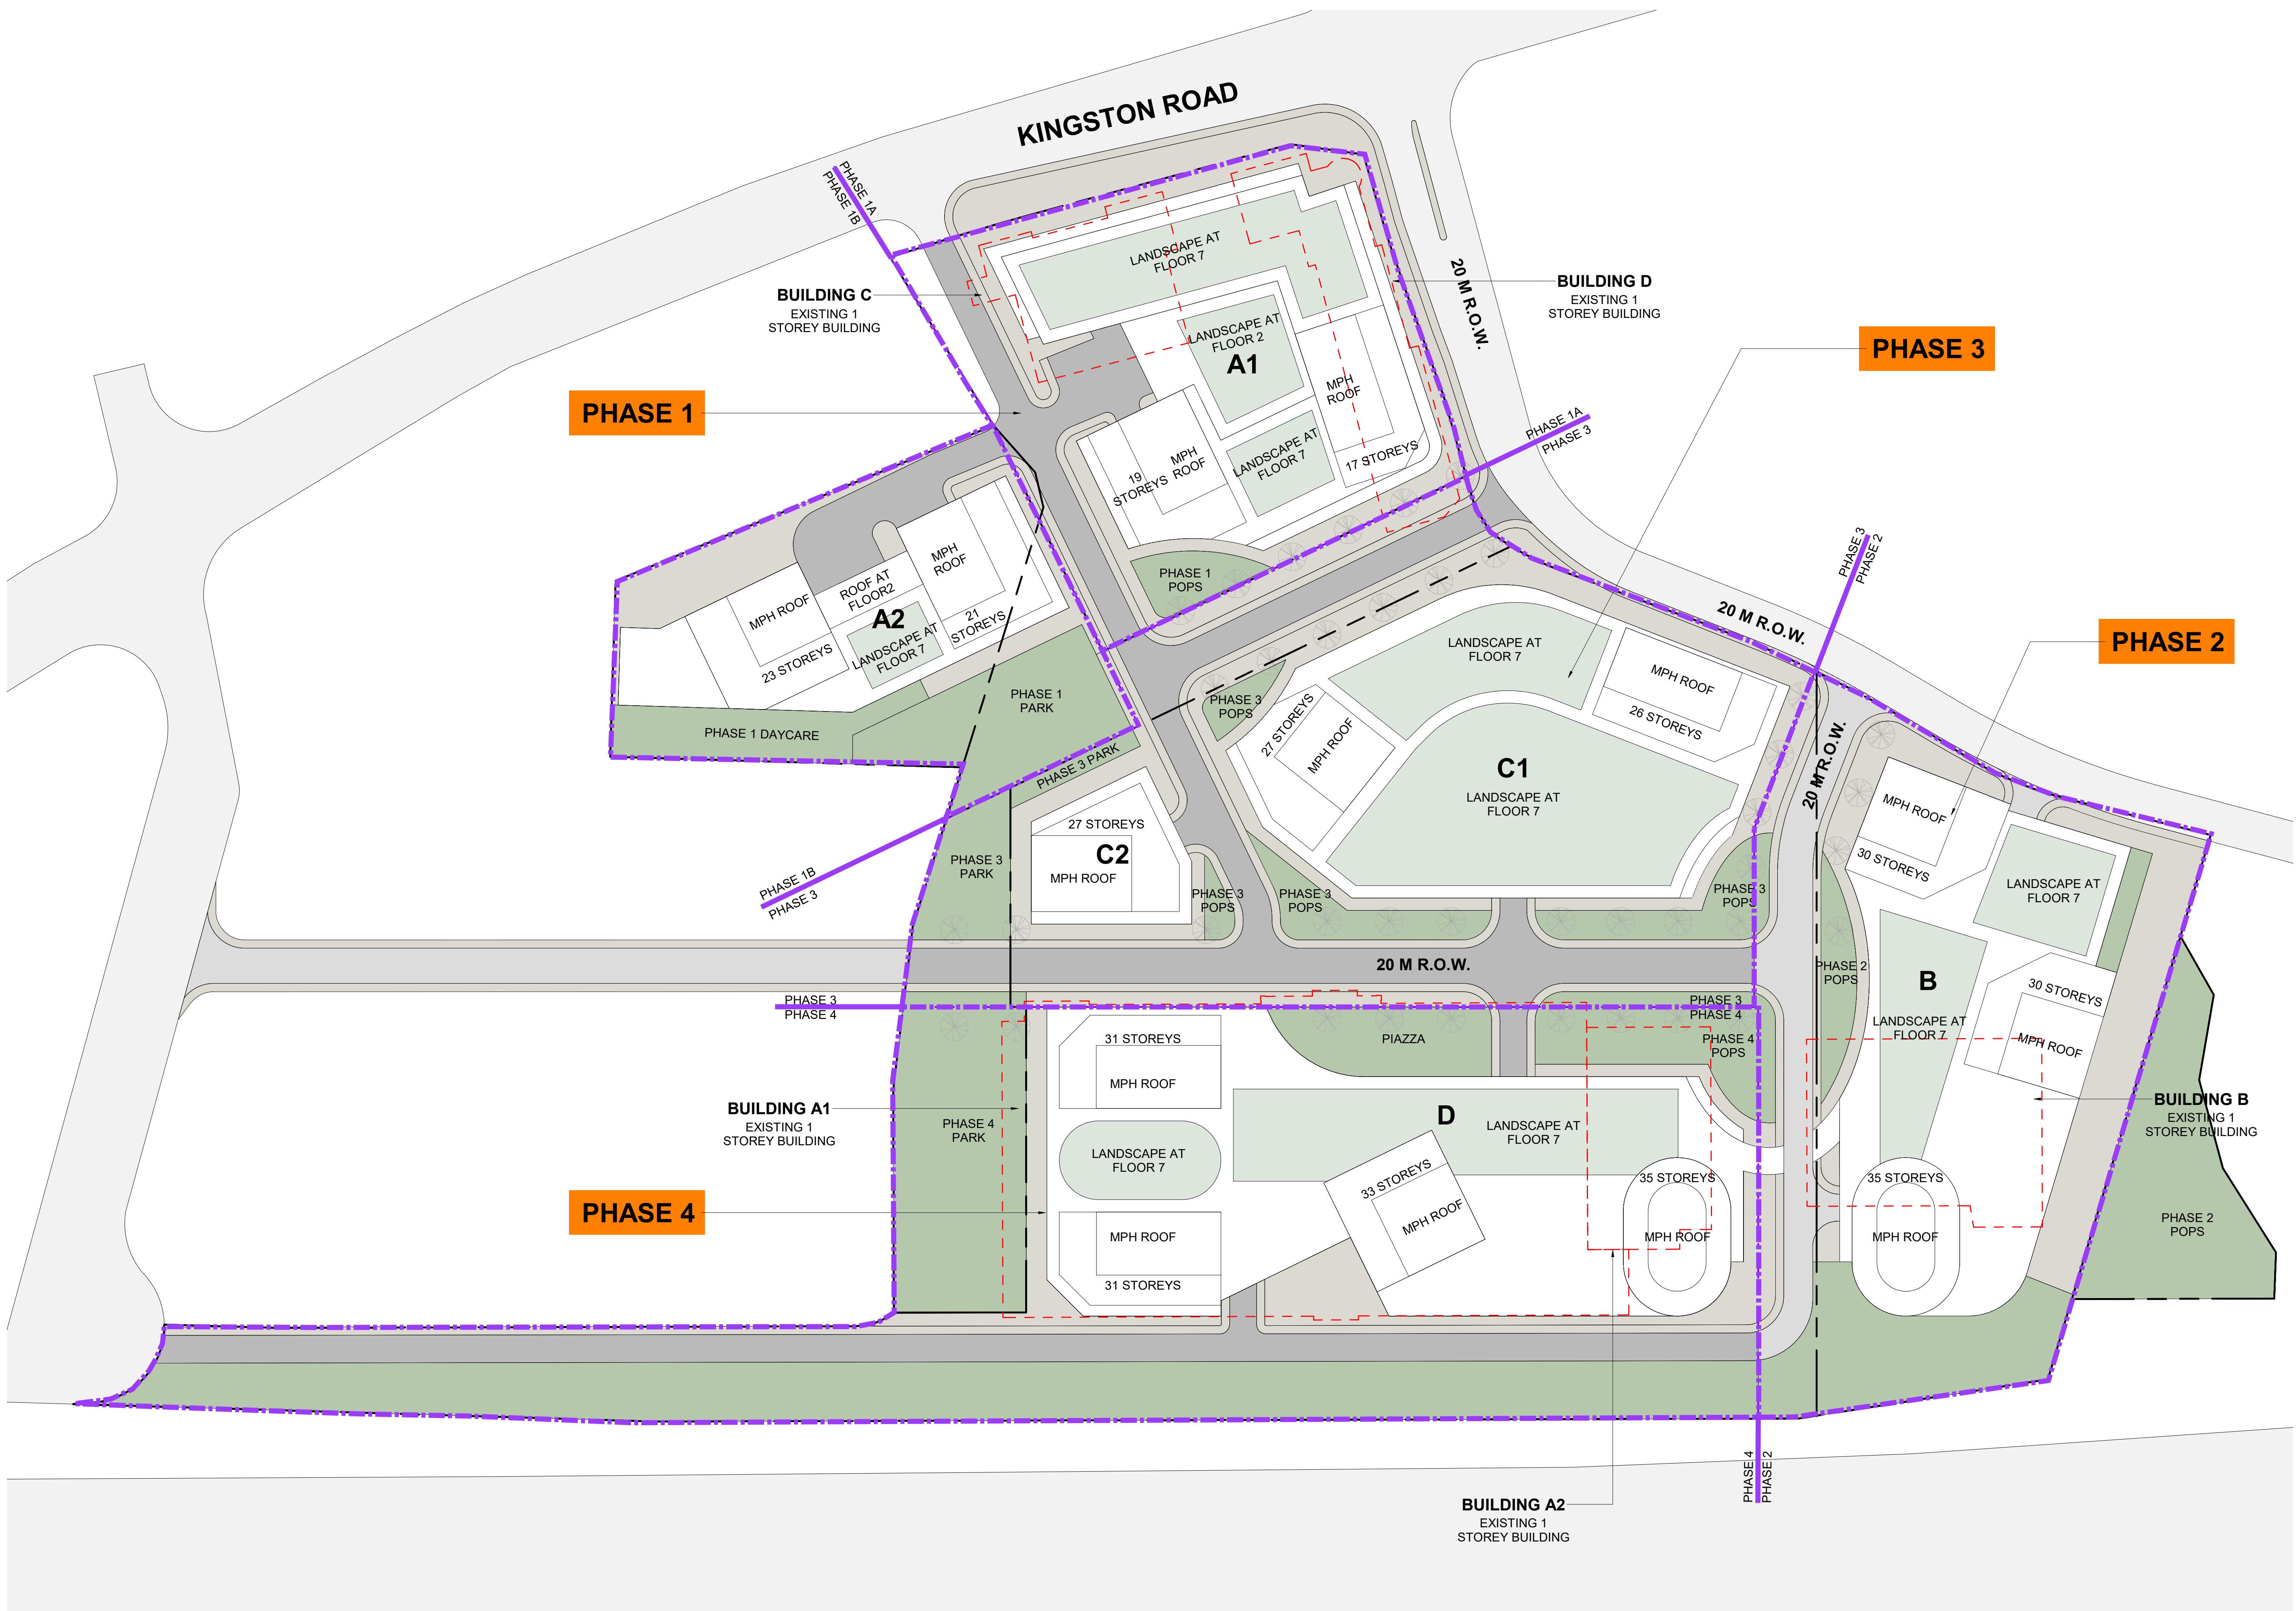 KINGSTON ROAD
PHASE 1A
PHASE 1B
BUILDING C
EXISTING 1
STOREY BUILDING
LANDSCAPE AT
FLOOR 7
BUILDING D
EXISTING 1
STOREY BUILDING
20 M R.O.W.
LANDSCAPE AT
FLOOR 2
A1
MPH
ROOF
PHASE 3
PHASE 1
19
STOREYS
MPH
ROOF
LANDSCAPE AT
FLOOR 7
17 STOREYS
PHASE 1A
PHASE 3
PHASE 1
POPS
MPH
ROOF
ROOF AT
FLOOR2
MPH ROOF
A2
21
STOREYS
LANDSCAPE AT
FLOOR 7
23 STOREYS
PHASE 1
PARK
PHASE 1 DAYCARE
PHASE 3 PARK
PHASE 3
PHASE 2
20 M R.O.W.
PHASE 2
LANDSCAPE AT
FLOOR 7
MPH ROOF
26 STOREYS
PHASE 3
POPS
27 STOREYS
MPH ROOF
C1
LANDSCAPE AT
FLOOR 7
20 M R.O.W.
MPH ROOF
30 STOREYS
27 STOREYS
C2
MPH ROOF
PHASE 3
PARK
PHASE 1B
PHASE 3
PHASE 3
POPS
PHASE 3
POPS
PHASE 3
POPS
LANDSCAPE AT
FLOOR 7
20 M R.O.W.
PHASE 2
POPS
B
30 STOREYS
MPH ROOF
LANDSCAPE AT
FLOOR 7
PHASE 3
PHASE 4
PHASE 3
PHASE 4
31 STOREYS
MPH ROOF
PIAZZA
PHASE 4
POPS
BUILDING A1
EXISTING 1
STOREY BUILDING
PHASE 4
PARK
D
LANDSCAPE AT
FLOOR 7
LANDSCAPE AT
FLOOR 7
BUILDING B
EXISTING 1
STOREY BUILDING
33 STOREYS
MPH ROOF
35 STOREYS
MPH ROOF
35 STOREYS
MPH ROOF
PHASE 2
POPS
PHASE 4
MPH ROOF
31 STOREYS
PHASE 4
PHASE 2
BUILDING A2
EXISTING 1
STOREY BUILDING